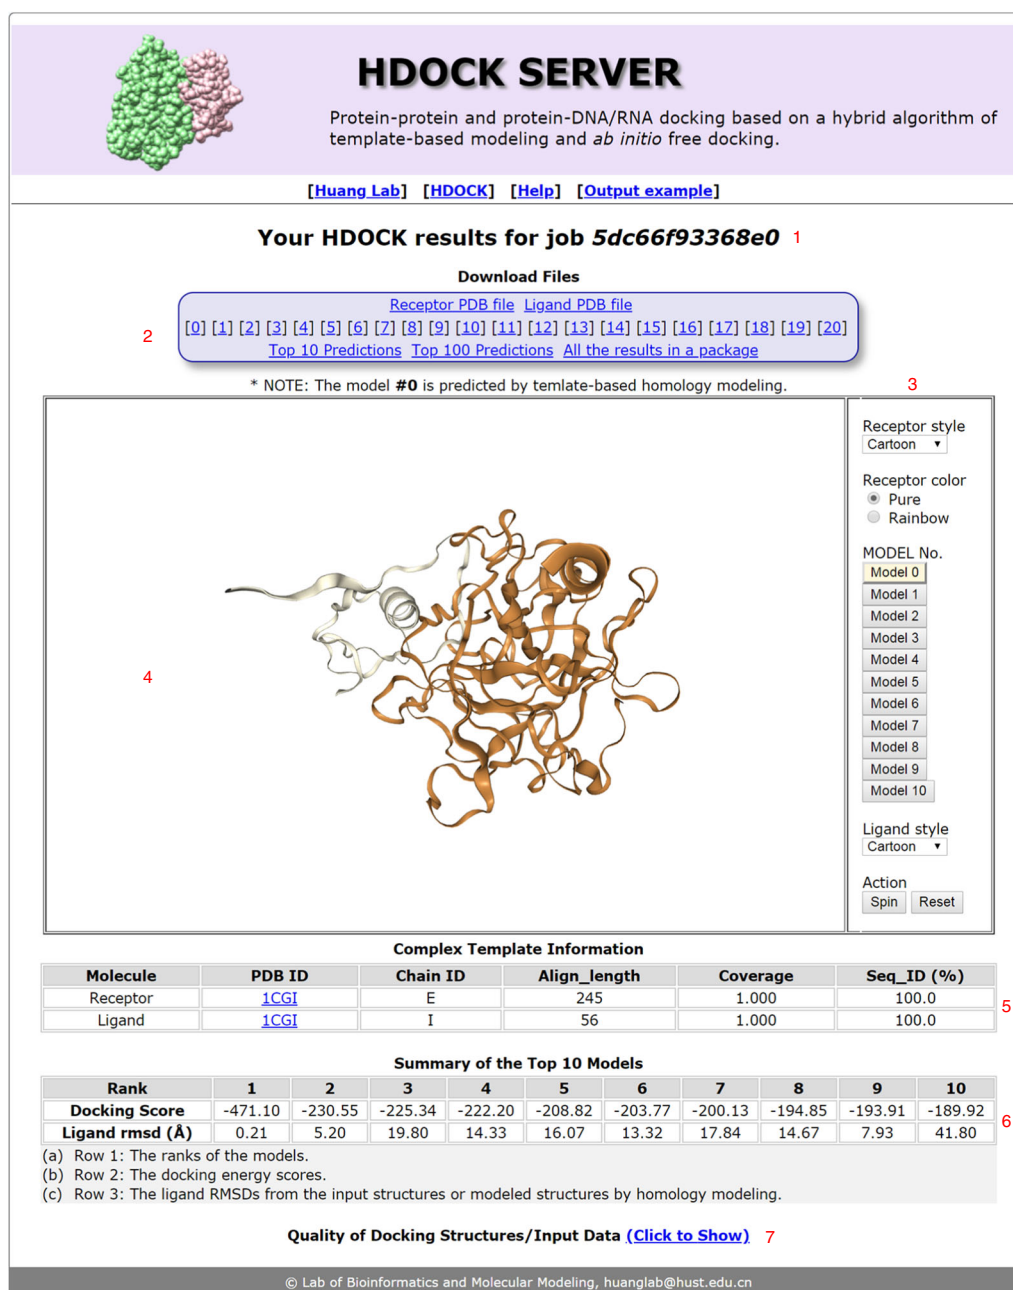 HDOCK SERVER
Protein-protein and protein-DNA/RNA docking based on a hybrid algorithm of
template-based modeling and ab initio free docking.
[Huang Lab] [HDOCK] [Help] [Output example]
Your HDOCK results for job 5dc66f93368e0 1
Download Files
Receptor PDB file Ligand PDB file
2 [0] [1] [2] [3] [4] [5] [6] [7] [8] [9] [10] [11] [12] [13] [14] [15] [16] [17] [18] [19] [20]
Top 10 Predictions Top 100 Predictions All the results in a package
* NOTE: The model #0 is predicted by temlate-based homology modeling. 3
Receptor style
Cartoon
Receptor color
Pure
Rainbow
MODEL No.
Model 0
Model 1
Model 2
Model 3
Model 4
4
Model 5
Model 6
Model 7
Model 8
Model 9
Model 10
Ligand style
Cartoon
Action
Spin Reset
Complex Template Information
Molecule PDB ID Chain ID Align_length Coverage Seq_ID (%)
Receptor 1CGI E 245 1.000 100.0
5
Ligand 1CGI I 56 1.000 100.0
Summary of the Top 10 Models
Rank 1 2 3 4 5 6 7 8 9 10
Docking Score -471.10 -230.55 -225.34 -222.20 -208.82 -203.77 -200.13 -194.85 -193.91 -189.92
6
Ligand rmsd (Å) 0.21 5.20 19.80 14.33 16.07 13.32 17.84 14.67 7.93 41.80
(a) Row 1: The ranks of the models.
(b) Row 2: The docking energy scores.
(c) Row 3: The ligand RMSDs from the input structures or modeled structures by homology modeling.
Quality of Docking Structures/Input Data (Click to Show) 7
© Lab of Bioinformatics and Molecular Modeling, huanglab@hust.edu.cn